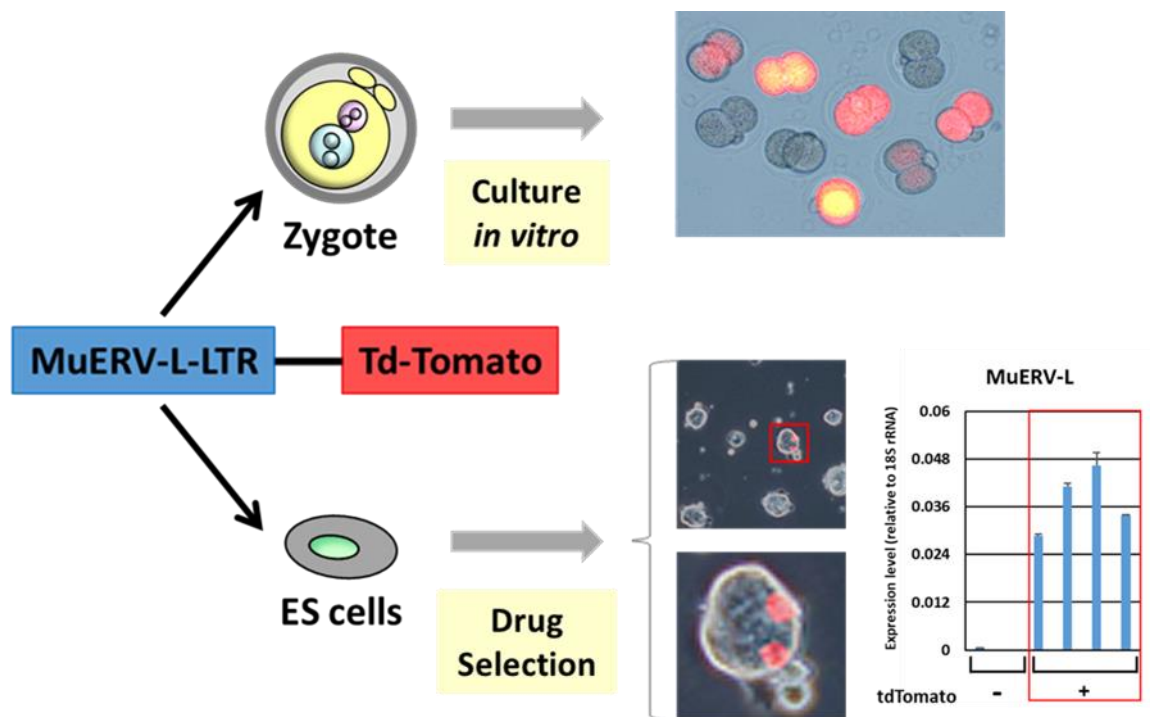 Zygote
Culture
in vitro
MuERV-L-LTR
Td-Tomato
ES cells
Drug
Selection
MuERV-L
Expression level (relative to 18S rRNA)
0.06
0.048
0.036
0.024
0.012
0
tdTomato - +